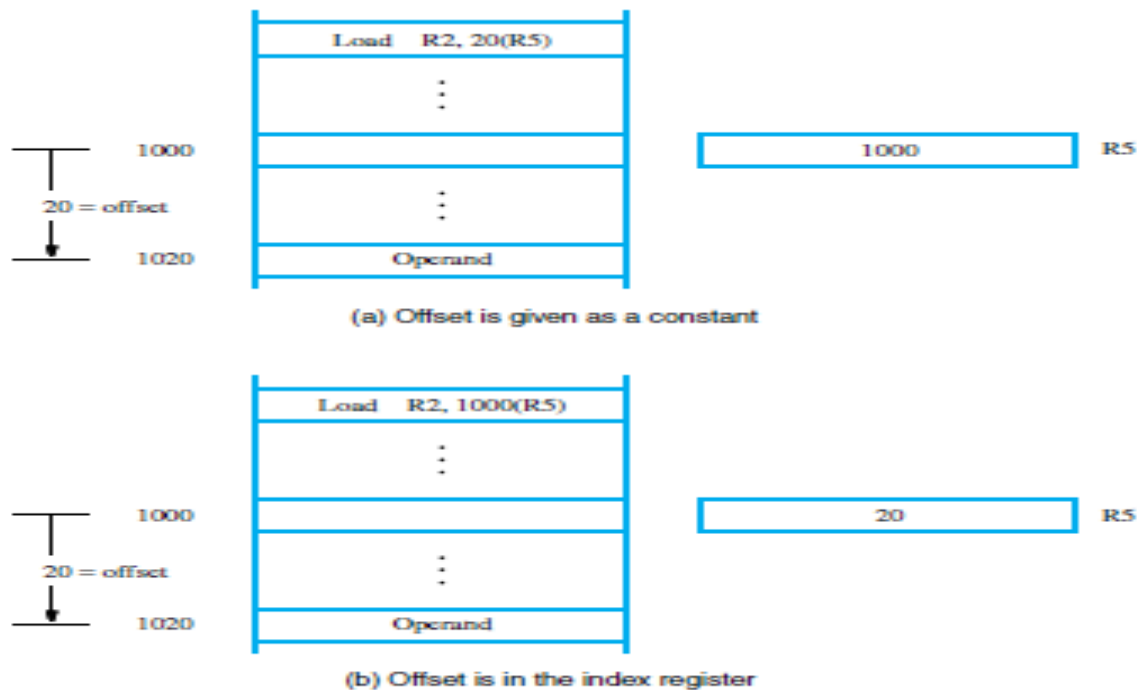 Load R2, 20(R5)
1000
1000 R5
20 = offset
1020
Operand
(a) Offset is given as a constant
Load R2, 1000(R5)
1000
20 R5
20 = offset
1020
Operand
(b) Offset is in the index register